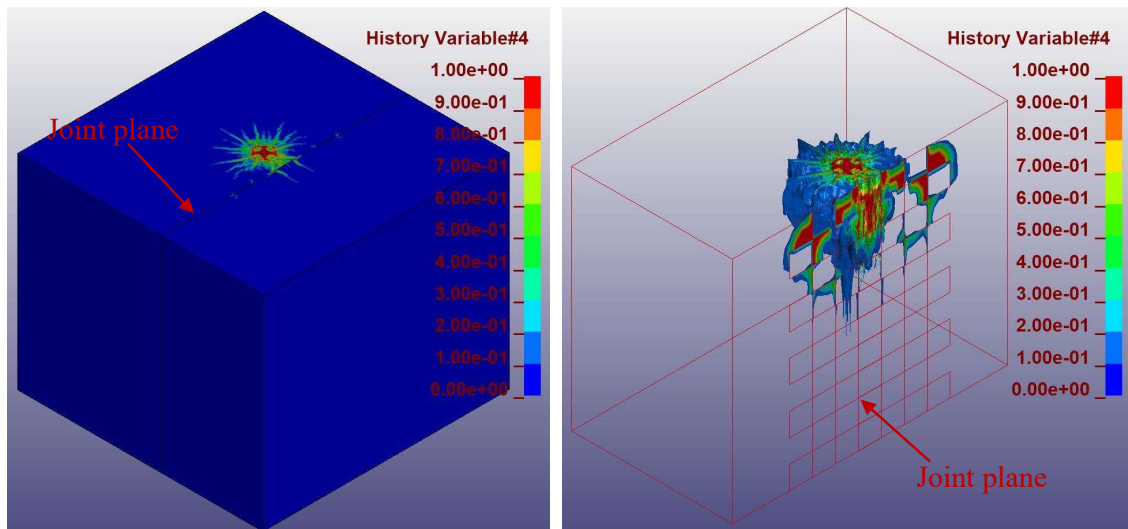 History Variable#4
1.00e+00
9.00e-01
8.00e-01
7.00e-01
6.00e-01
5.00e-01
4.00e-01
3.00e-01
2.00e-01
1.00e-01
0.00e+00
Joint plane
History Variable#4
1.00e+00
9.00e-01
8.00e-01
7.00e-01
6.00e-01
5.00e-01
4.00e-01
3.00e-01
2.00e-01
1.00e-01
0.00e+00
Joint plane